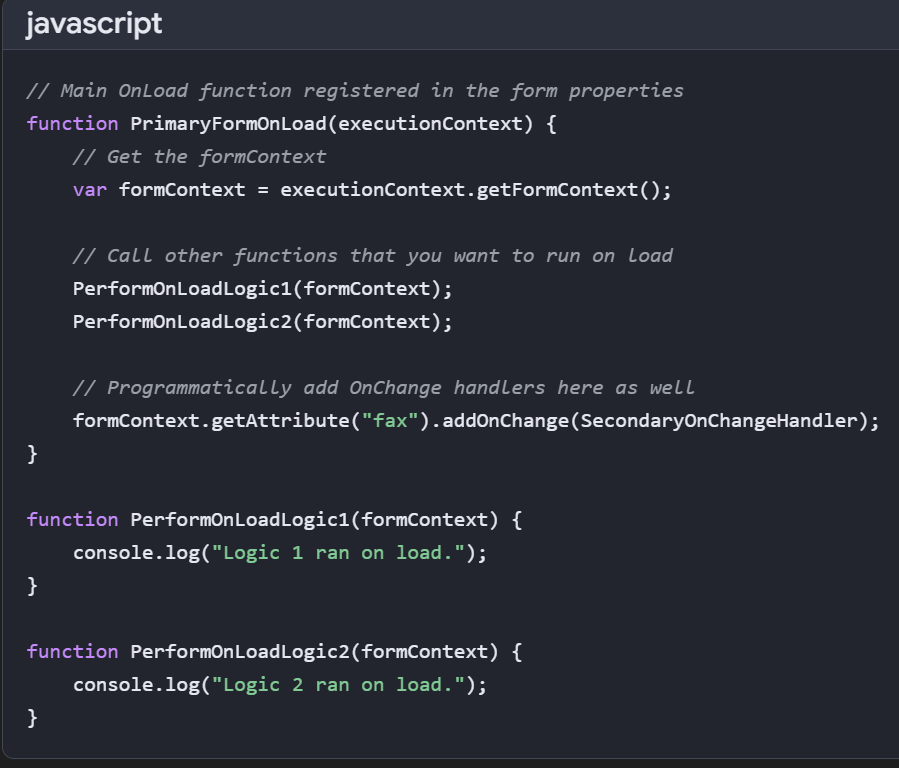 javascript
// Main OnLoad function registered in the form properties
function PrimaryFormOnLoad(executionContext) {
    // Get the formContext
    var formContext = executionContext.getFormContext();

    // Call other functions that you want to run on load
    PerformOnLoadLogic1(formContext);
    PerformOnLoadLogic2(formContext);

    // Programmatically add OnChange handlers here as well
    formContext.getAttribute("fax").addOnChange(SecondaryOnChangeHandler);
}

function PerformOnLoadLogic1(formContext) {
    console.log("Logic 1 ran on load.");
}

function PerformOnLoadLogic2(formContext) {
    console.log("Logic 2 ran on load.");
}